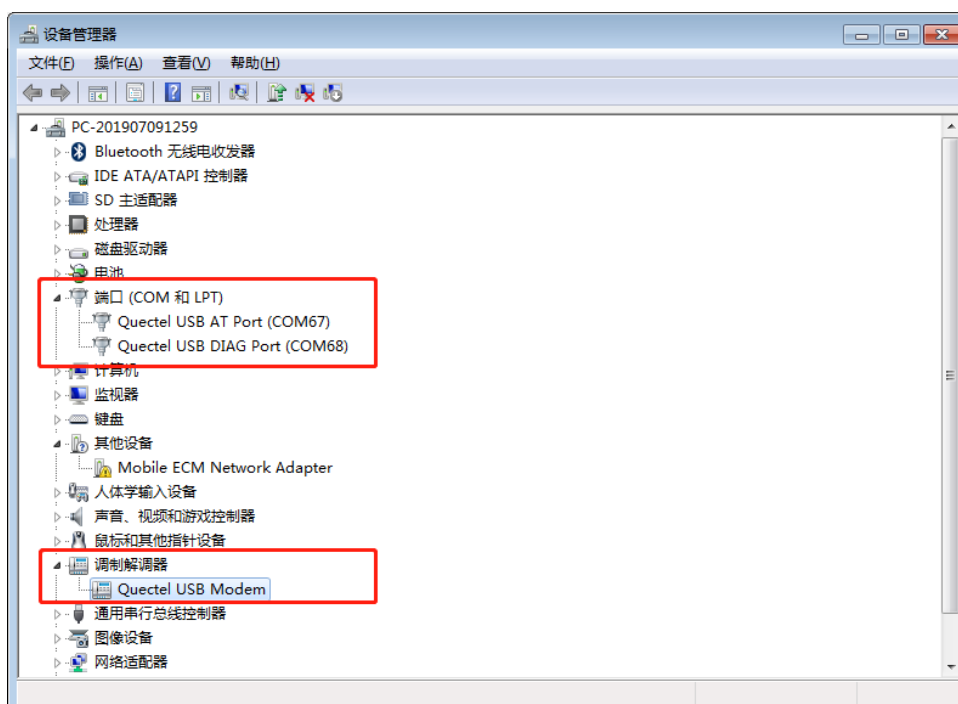 设备管理器
文件(F) 操作(A) 查看(V) 帮助(H)
PC-201907091259
Bluetooth 无线电收发器
IDE ATA/ATAPI 控制器
SD 主适配器
处理器
磁盘驱动器
电池
端口 (COM 和 LPT)
Quectel USB AT Port (COM67)
Quectel USB DIAG Port (COM68)
计算机
监视器
键盘
其他设备
Mobile ECM Network Adapter
人体学输入设备
声音、视频和游戏控制器
鼠标和其他指针设备
调制解调器
Quectel USB Modem
通用串行总线控制器
图像设备
网络适配器